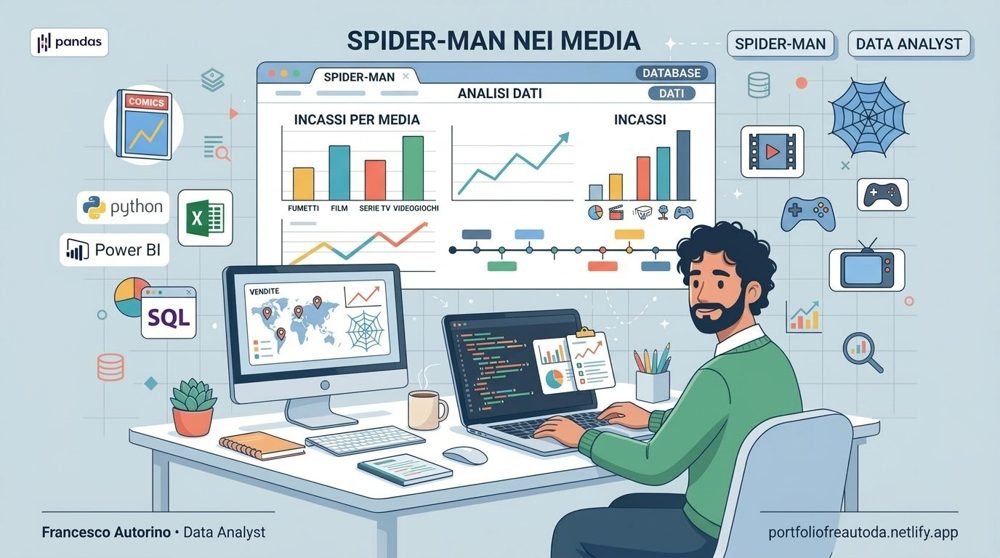 pandas
SPIDER-MAN NEI MEDIA
SPIDER-MAN
DATA ANALYST
SPIDER-MAN ×
DATABASE
ANALISI DATI
DATI
COMICS
INCASSI PER MEDIA
INCASSI
FUMETTI FILM SERIE TV VIDEOGIOCHI
python
X
Power BI
SQL
VENDITE
Francesco Autorino • Data Analyst
portfoliofreautoda.netlify.app